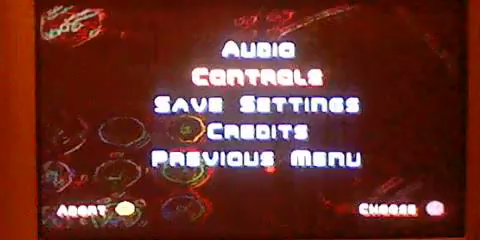 Audio
Controls
Save Settings
Credits
Previous Menu
Abort
Choose